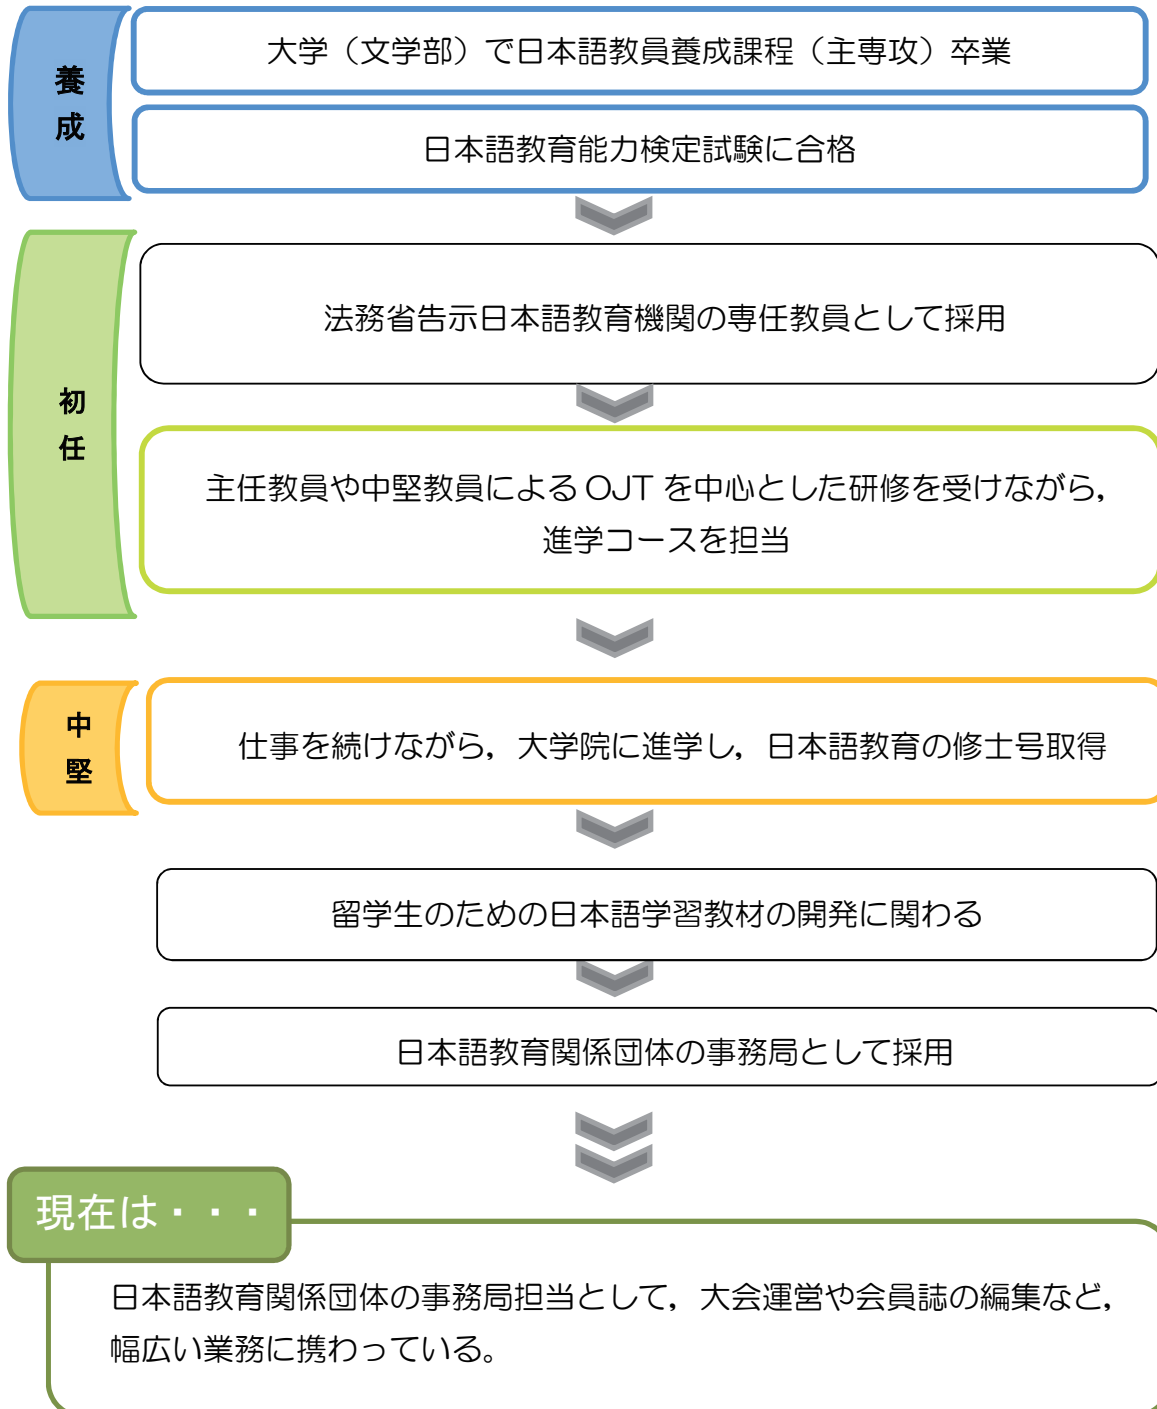 養成
大学（文学部）で日本語教員養成課程（主専攻）卒業
日本語教育能力検定試験に合格
初任
法務省告示日本語教育機関の専任教員として採用
主任教員や中堅教員による OJT を中心とした研修を受けながら，
進学コースを担当
中堅
仕事を続けながら，大学院に進学し，日本語教育の修士号取得
留学生のための日本語学習教材の開発に関わる
日本語教育関係団体の事務局として採用
現在は・・・
日本語教育関係団体の事務局担当として，大会運営や会員誌の編集など，
幅広い業務に携わっている。